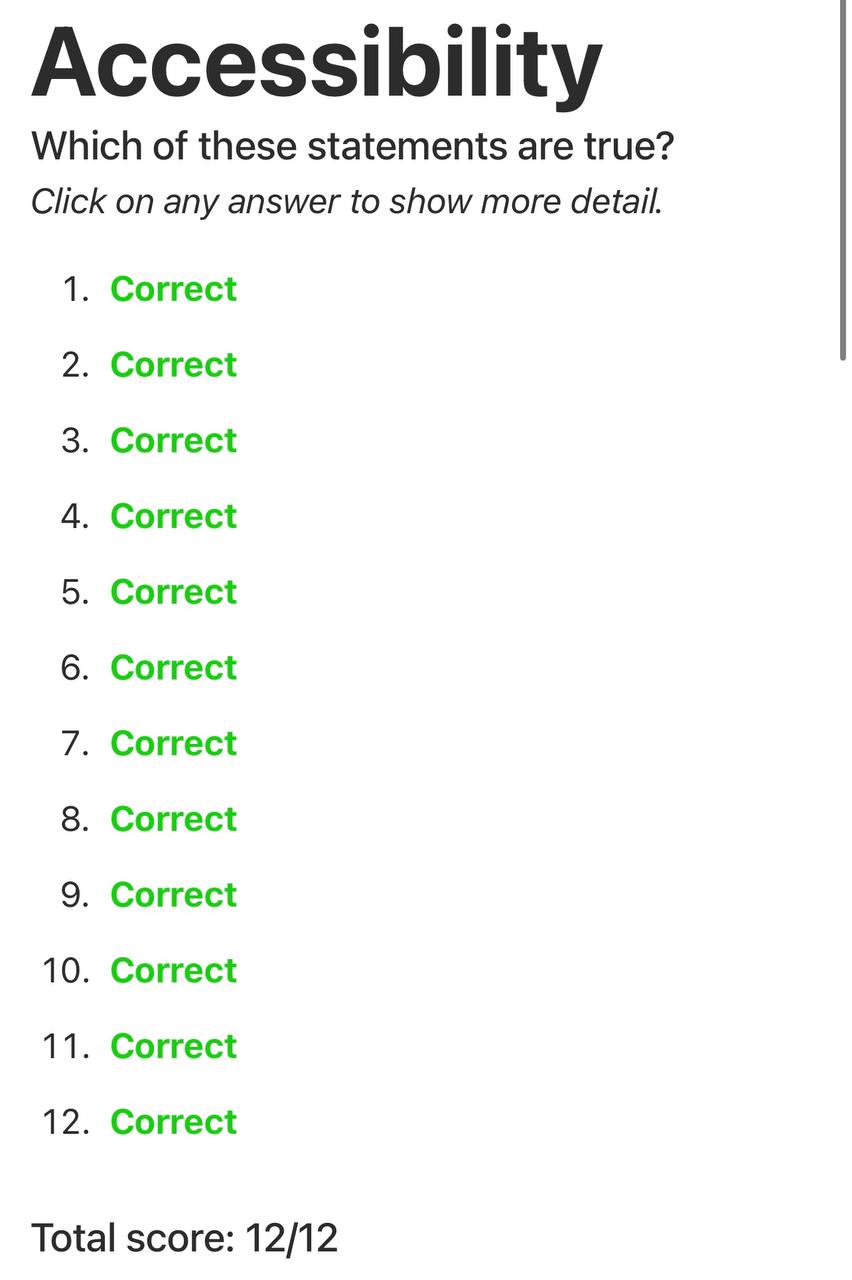 Accessibility
Which of these statements are true?
Click on any answer to show more detail.
1. Correct
2. Correct
3. Correct
4. Correct
5. Correct
6. Correct
7. Correct
8. Correct
9. Correct
10. Correct
11. Correct
12. Correct
Total score: 12/12